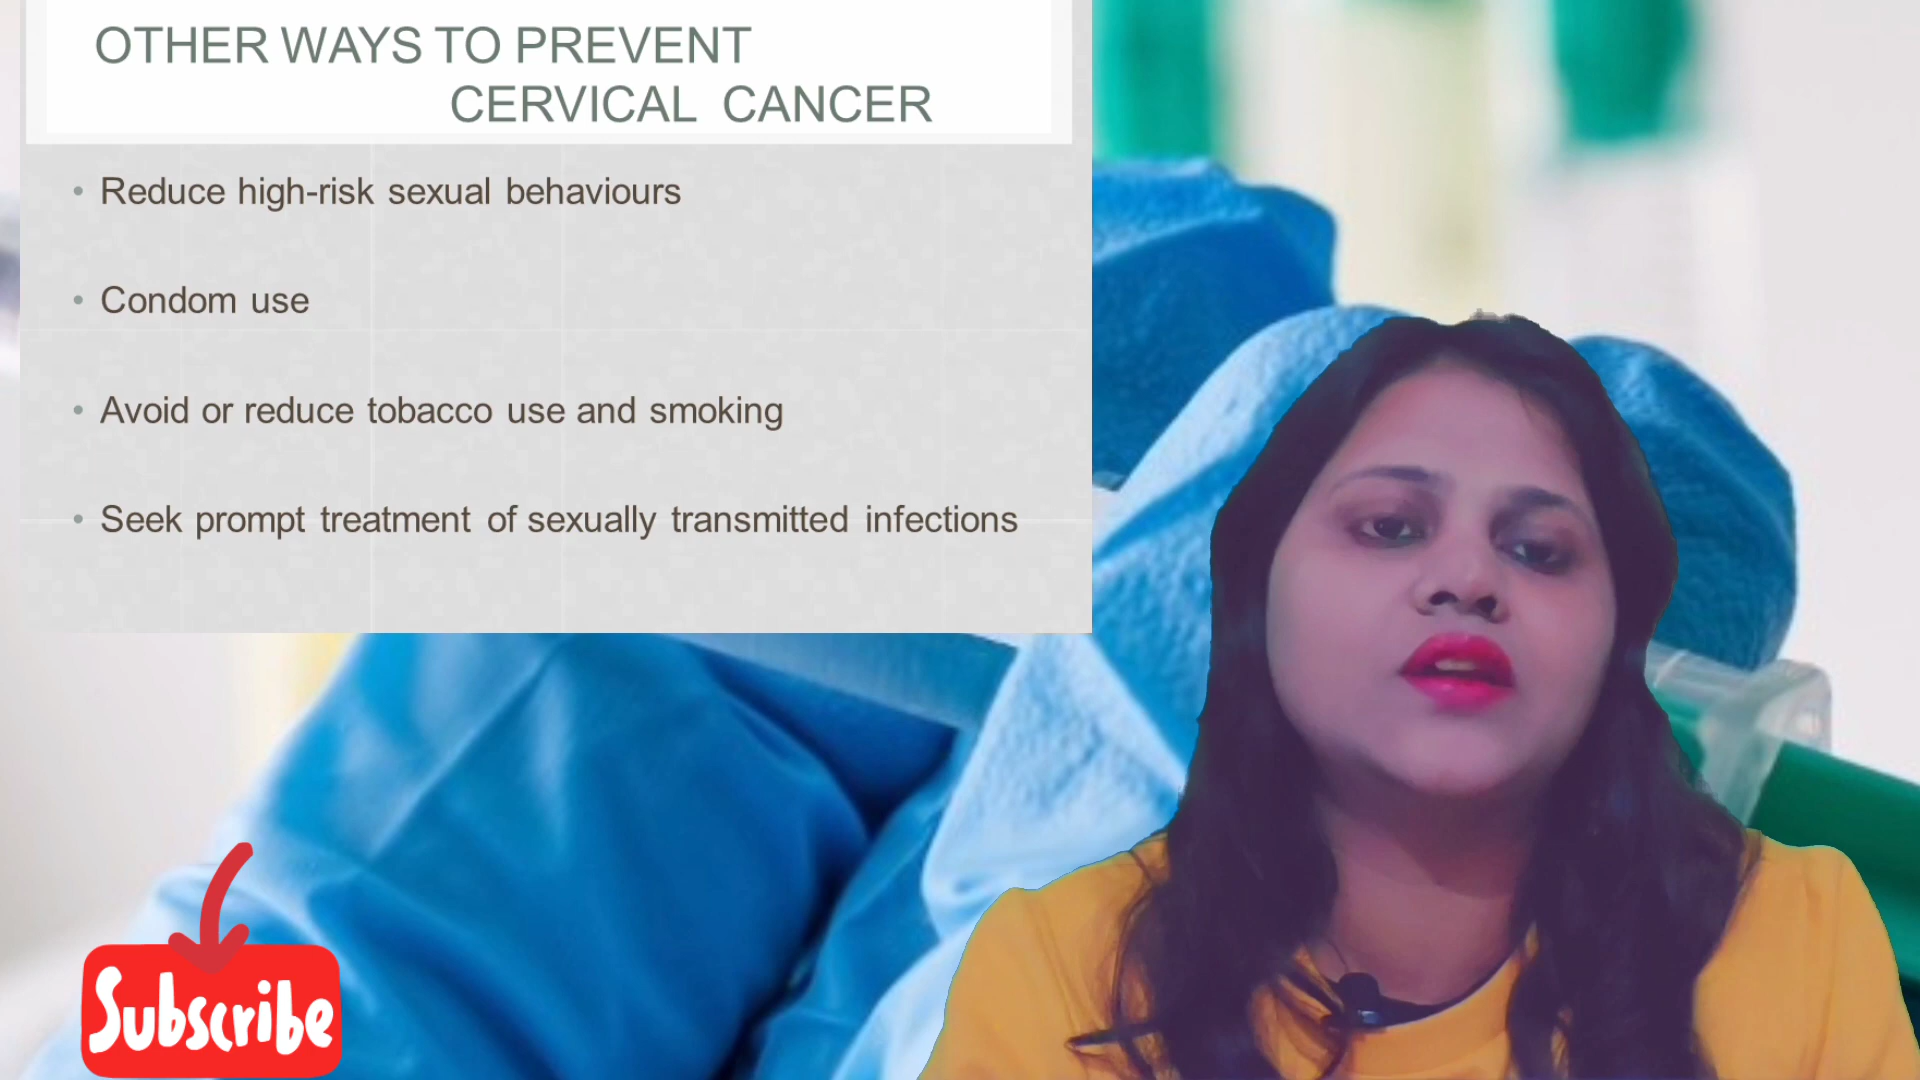 OTHER WAYS TO PREVENT
CERVICAL CANCER
• Reduce high-risk sexual behaviours
• Condom use
• Avoid or reduce tobacco use and smoking
• Seek prompt treatment of sexually transmitted infections
Subscribe